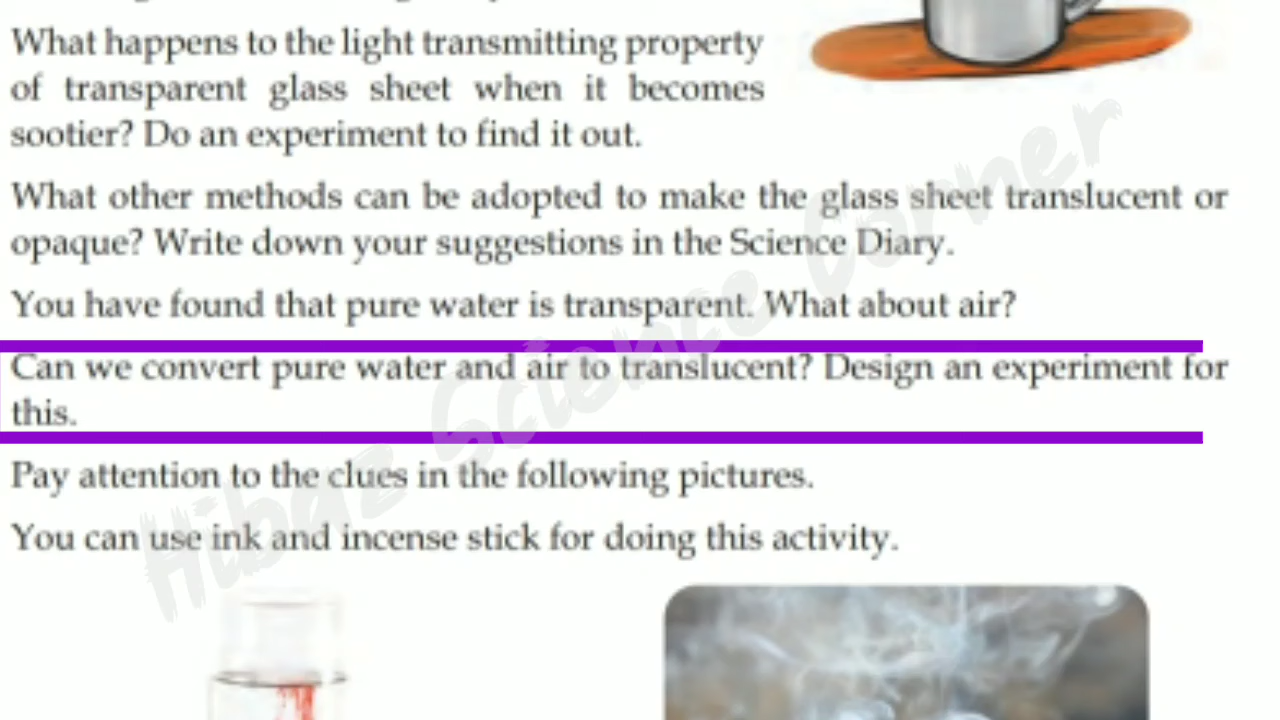 What happens to the light transmitting property
of transparent glass sheet when it becomes
sootier? Do an experiment to find it out.
What other methods can be adopted to make the glass sheet translucent or
opaque? Write down your suggestions in the Science Diary.
You have found that pure water is transparent. What about air?
Can we convert pure water and air to translucent? Design an experiment for
this.
Pay attention to the clues in the following pictures.
You can use ink and incense stick for doing this activity.
Hibaz Science Corner